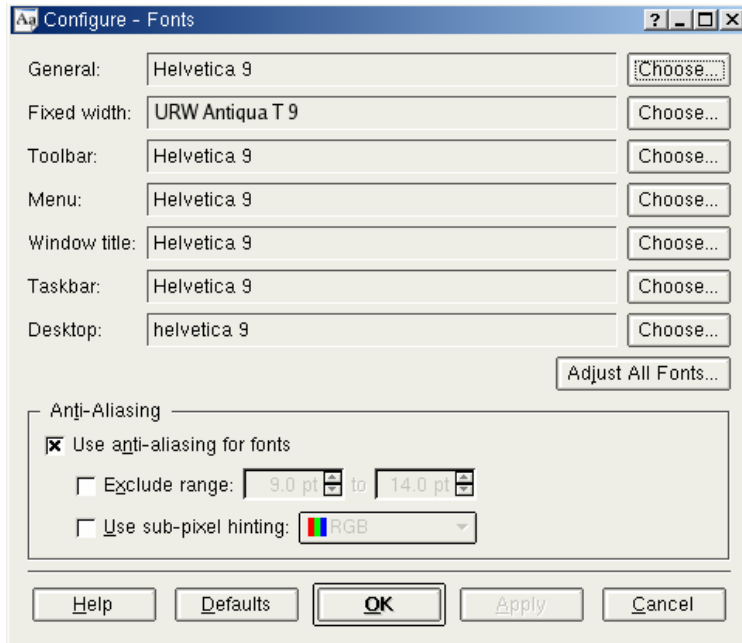 Aa Configure - Fonts ?
General: Helvetica 9 Choose...
Fixed width: URW Antiqua T 9 Choose...
Toolbar: Helvetica 9 Choose...
Menu: Helvetica 9 Choose...
Window title: Helvetica 9 Choose...
Taskbar: Helvetica 9 Choose...
Desktop: helvetica 9 Choose...
Adjust All Fonts...
Anti-Aliasing
Use anti-aliasing for fonts
Exclude range: 9.0 pt to 14.0 pt
Use sub-pixel hinting: RGB
Help Defaults OK Apply Cancel